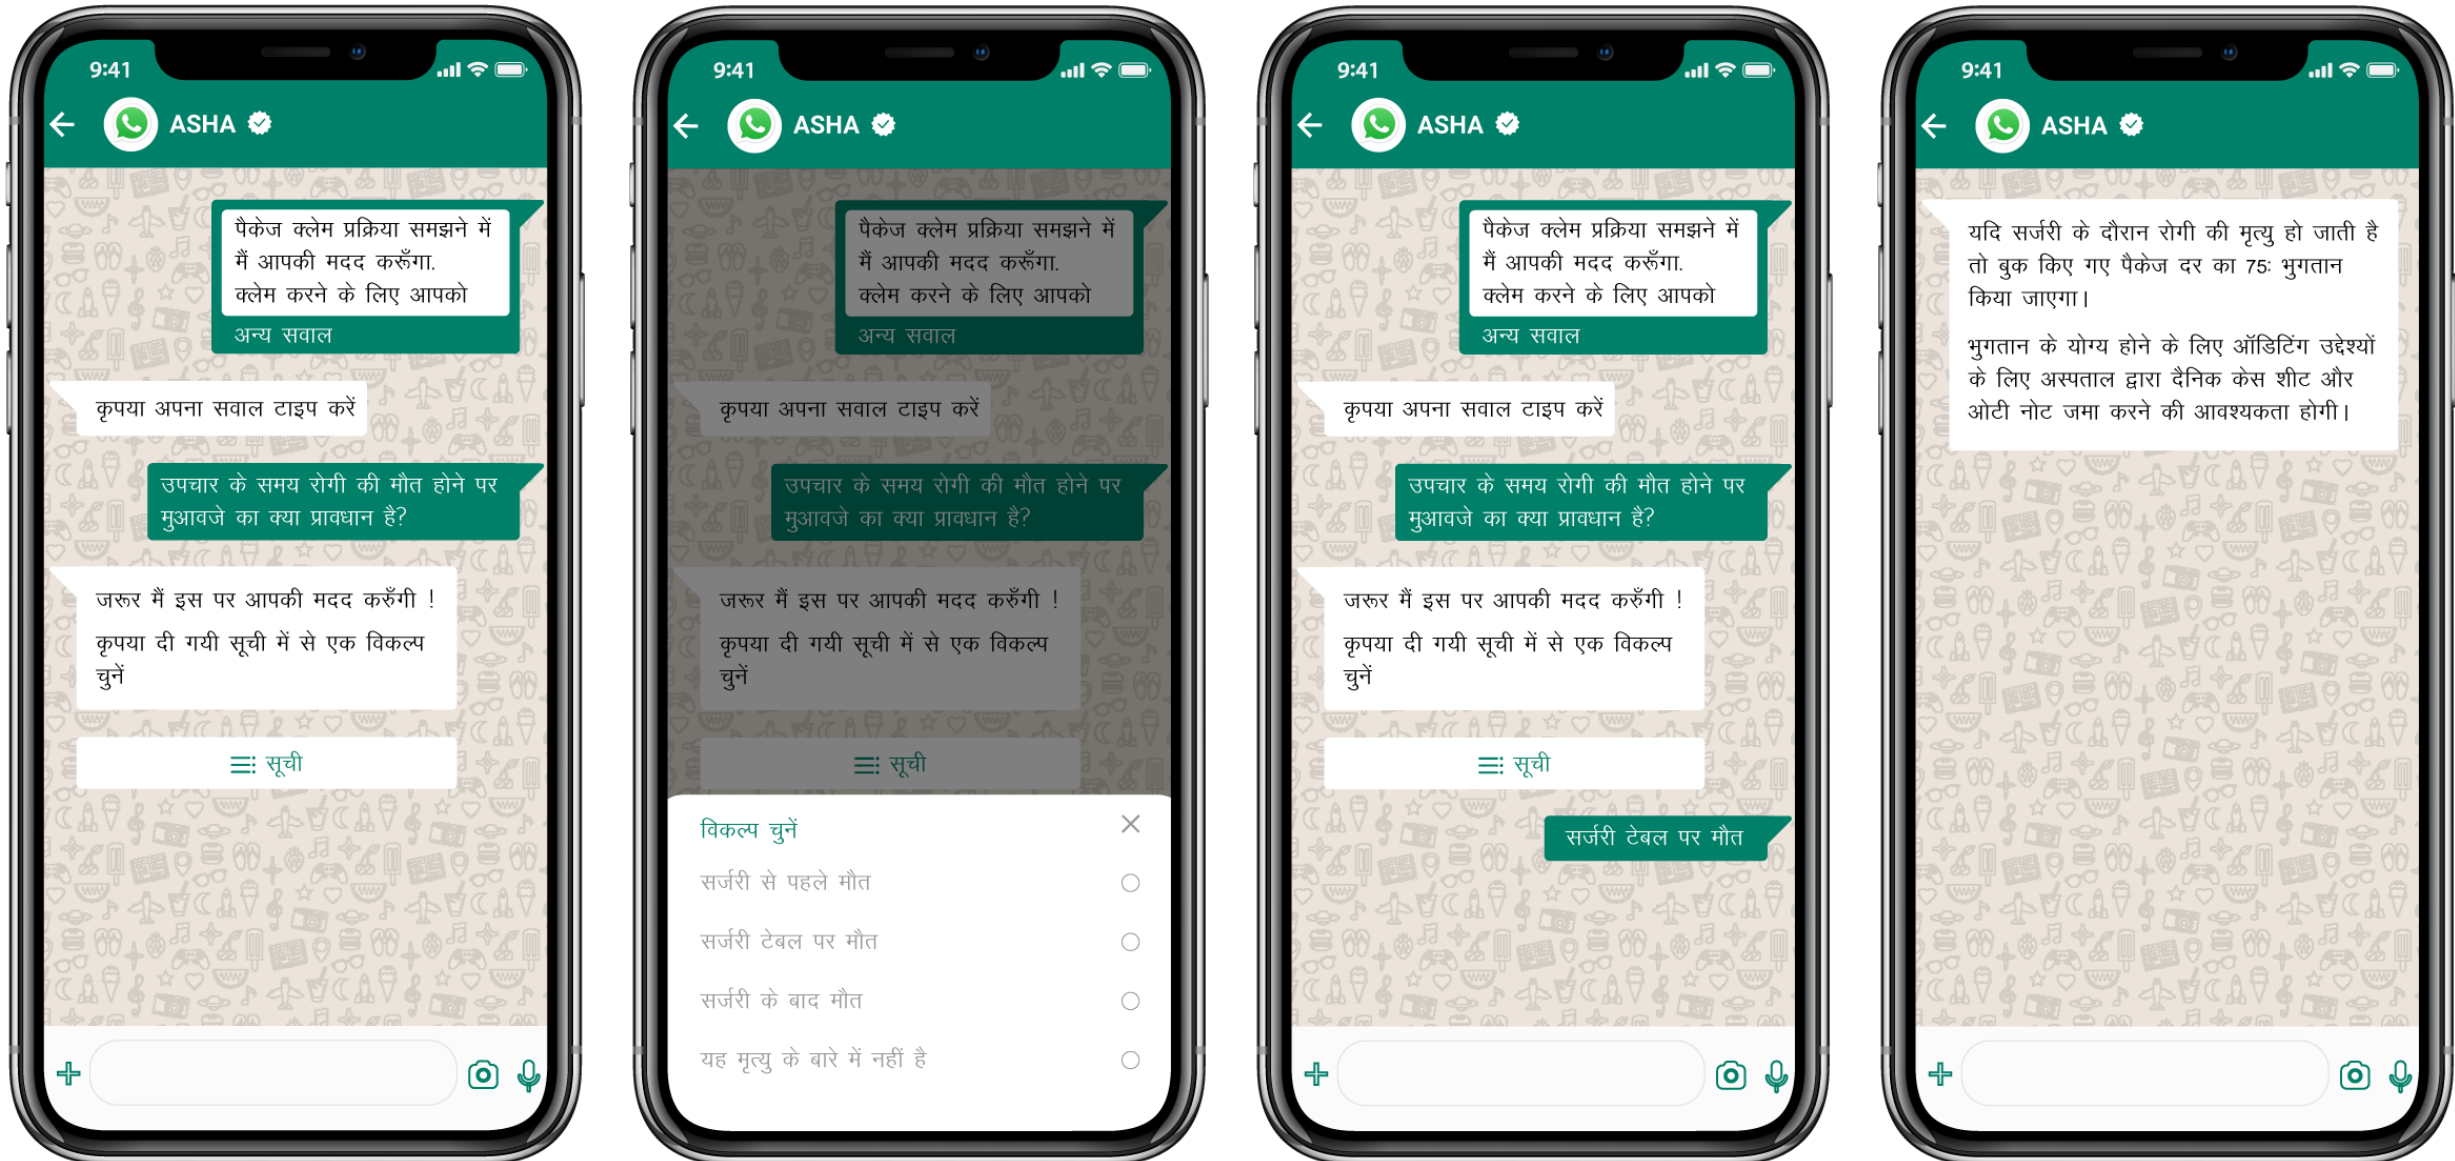 9:41
ASHA
पैकेज क्लेम प्रक्रिया समझने में
मैं आपकी मदद करूँगा.
क्लेम करने के लिए आपको
अन्य सवाल
कृपया अपना सवाल टाइप करें
उपचार के समय रोगी की मौत होने पर
मुआवजे का क्या प्रावधान है?
जरूर मैं इस पर आपकी मदद करुँगी !
कृपया दी गयी सूची में से एक विकल्प
चुनें
सूची
9:41
ASHA
पैकेज क्लेम प्रक्रिया समझने में
मैं आपकी मदद करूँगा.
क्लेम करने के लिए आपको
अन्य सवाल
कृपया अपना सवाल टाइप करें
उपचार के समय रोगी की मौत होने पर
मुआवजे का क्या प्रावधान है?
जरूर मैं इस पर आपकी मदद करुँगी !
कृपया दी गयी सूची में से एक विकल्प
चुनें
सूची
विकल्प चुनें
सर्जरी से पहले मौत
सर्जरी टेबल पर मौत
सर्जरी के बाद मौत
यह मृत्यु के बारे में नहीं है
9:41
ASHA
पैकेज क्लेम प्रक्रिया समझने में
मैं आपकी मदद करूँगा.
क्लेम करने के लिए आपको
अन्य सवाल
कृपया अपना सवाल टाइप करें
उपचार के समय रोगी की मौत होने पर
मुआवजे का क्या प्रावधान है?
जरूर मैं इस पर आपकी मदद करुँगी !
कृपया दी गयी सूची में से एक विकल्प
चुनें
सूची
सर्जरी टेबल पर मौत
9:41
ASHA
यदि सर्जरी के दौरान रोगी की मृत्यु हो जाती है
तो बुक किए गए पैकेज दर का 75ः भुगतान
किया जाएगा।
भुगतान के योग्य होने के लिए ऑडिटिंग उद्देश्यों
के लिए अस्पताल द्वारा दैनिक केस शीट और
ओटी नोट जमा करने की आवश्यकता होगी।